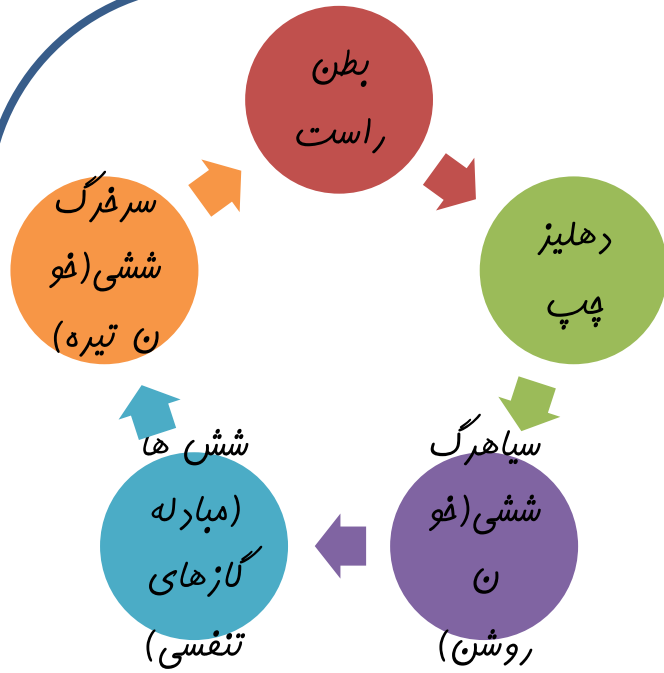 بطن
راست
دهلیز
چپ
سیاهرگ
ششی(خو
ن
روشن)
شش ها
(مبادله
گازهای
تنفسی)
سرخرگ
ششی(خو
ن تیره)